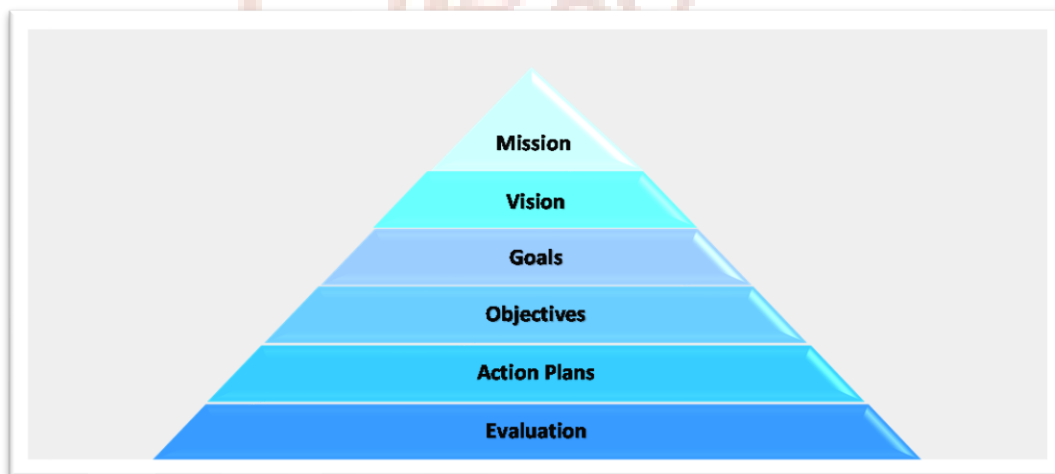 Mission
Vision
Goals
Objectives
Action Plans
Evaluation